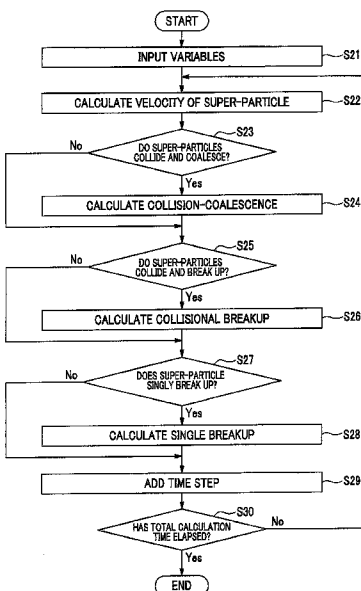 START
INPUT VARIABLES
S21
CALCULATE VELOCITY OF SUPER-PARTICLE
S22
S23
No
DO SUPER-PARTICLES
COLLIDE AND COALESCE?
Yes
CALCULATE COLLISION-COALESCENCE
S24
S25
No
DO SUPER-PARTICLES
COLLIDE AND BREAK UP?
Yes
CALCULATE COLLISIONAL BREAKUP
S26
S27
No
DOES SUPER-PARTICLE
SINGLY BREAK UP?
Yes
CALCULATE SINGLE BREAKUP
S28
ADD TIME STEP
S29
S30
HAS TOTAL CALCULATION
TIME ELAPSED?
No
Yes
END